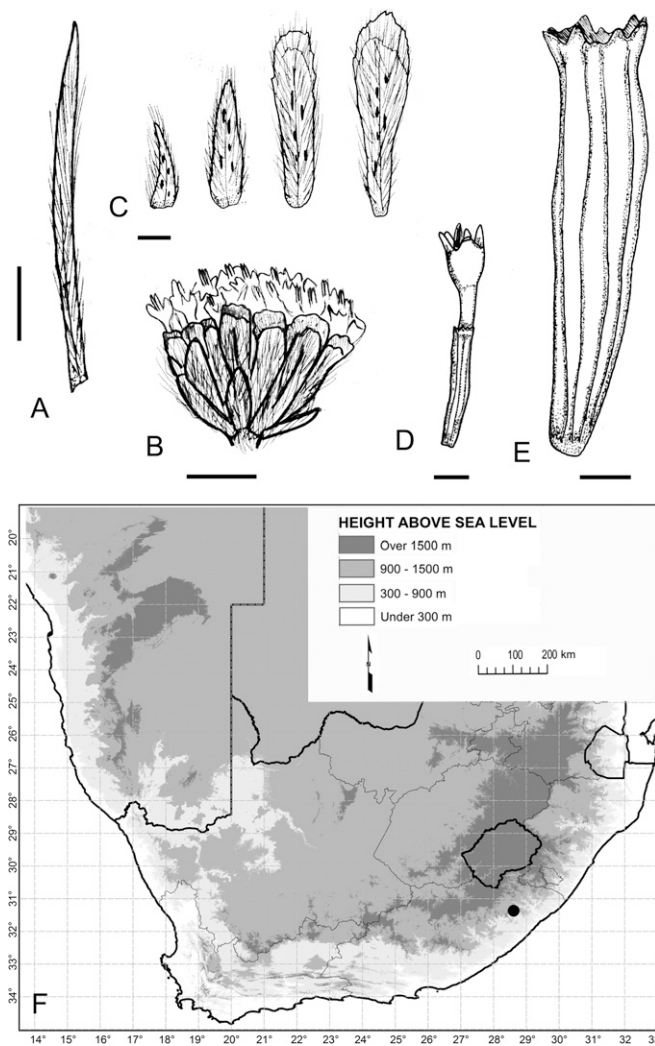 C
A
B
D
E
HEIGHT ABOVE SEA LEVEL
Over 1500 m
900 - 1500 m
300 - 900 m
Under 300 m
N
0 100 200 km
20°
21°
22°
23°
24°
25°
26°
27°
28°
29°
30°
31°
32°
33°
34°
F
14° 15° 16° 17° 18° 19° 20° 21° 22° 23° 24° 25° 26° 27° 28° 29° 30° 31° 32° 33